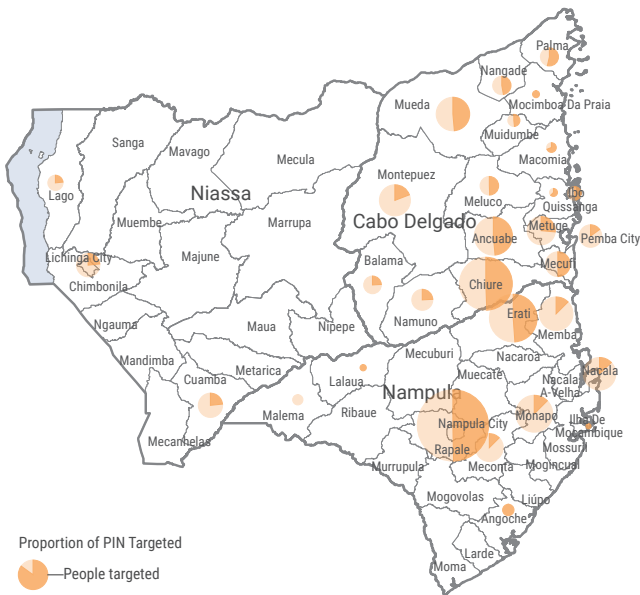 Palma
Nangade
Mueda
Mocimboa Da Praia
Muidumbe
Sanga
Mavago
Mecula
Macomia
Montepuez
Niassa
Meluco
Ibo
Lago
Quissanga
Muembe
Marrupa
Cabo Delgado
Metuge
Ancuabe
Pemba City
Majune
Lichinga City
Balama
Mecufi
Chimbonila
Chiure
Ngauma
Maua
Nipepe
Namuno
Erati
Memba
Mandimba
Mecuburi
Nacaroa
Metarica
Lalaua
Muecate
Nacala
Cuamba
Nacala
A-Velha
Nampula
Malema
Ribaue
Monapo
Ilha De
Mocambique
Nampula City
Mecanhelas
Rapale
Mossuril
Murrupula
Meconta
Mogincual
Mogovolas
Liúpo
Angoche
Larde
Moma
Proportion of PIN Targeted
People targeted